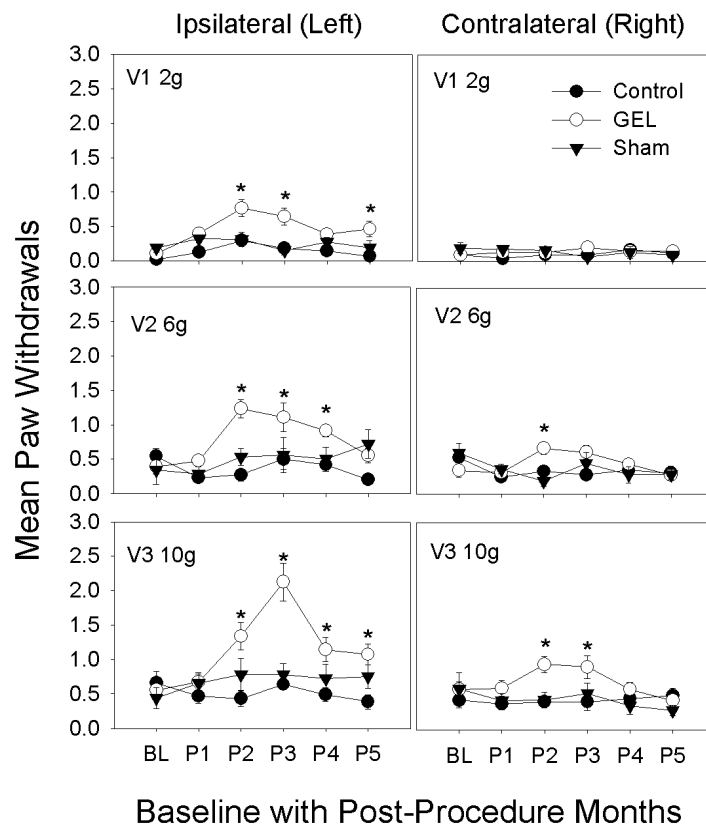 Ipsilateral (Left)
Contralateral (Right)
Mean Paw Withdrawals
3.0
2.5
2.0
1.5
1.0
0.5
0.0
V1 2g
* * *
V1 2g
Control
GEL
Sham
3.0
2.5
2.0
1.5
1.0
0.5
0.0
V2 6g
* * *
V2 6g
*
3.0
2.5
2.0
1.5
1.0
0.5
0.0
V3 10g
* * * *
V3 10g
* *
BL P1 P2 P3 P4 P5
BL P1 P2 P3 P4 P5
Baseline with Post-Procedure Months